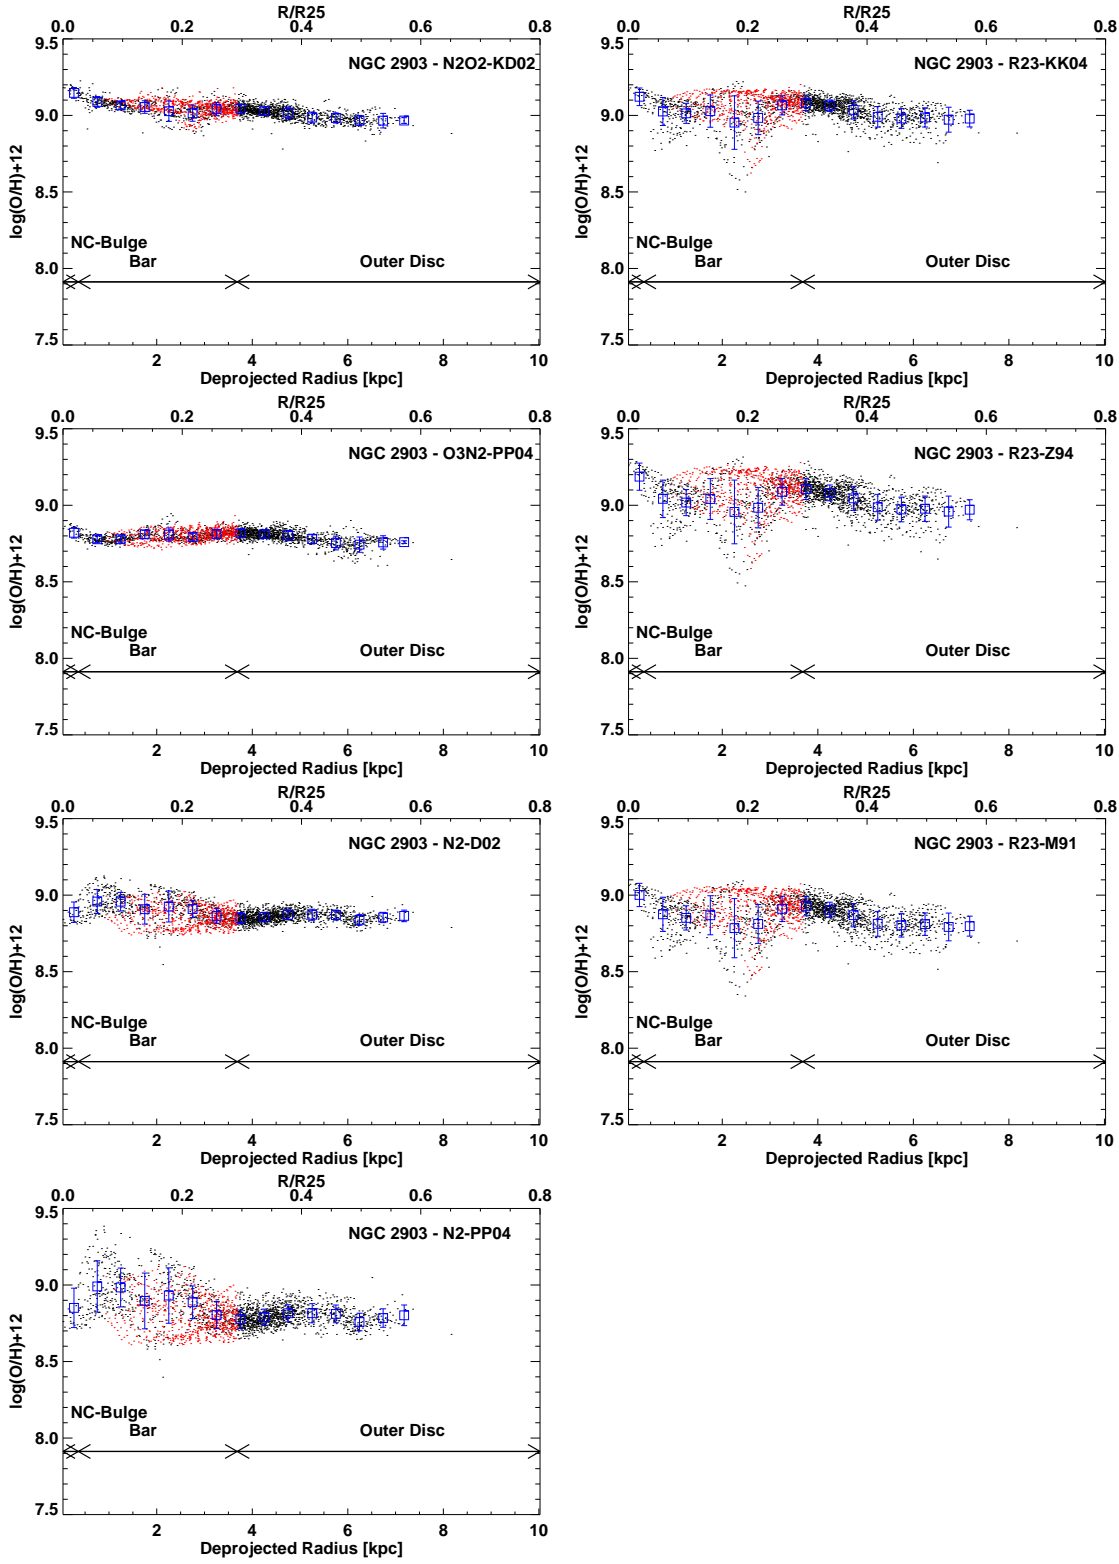 R/R25
0.0 0.2 0.4 0.6 0.8
9.5
NGC 2903 - N2O2-KD02
9.0
log(O/H)+12
8.5
NC-Bulge
8.0
Bar Outer Disc
7.5
2 4 6 8 10
Deprojected Radius [kpc]
R/R25
0.0 0.2 0.4 0.6 0.8
9.5
NGC 2903 - R23-KK04
9.0
log(O/H)+12
8.5
NC-Bulge
8.0
Bar Outer Disc
7.5
2 4 6 8 10
Deprojected Radius [kpc]
R/R25
0.0 0.2 0.4 0.6 0.8
9.5
NGC 2903 - O3N2-PP04
9.0
log(O/H)+12
8.5
NC-Bulge
8.0
Bar Outer Disc
7.5
2 4 6 8 10
Deprojected Radius [kpc]
R/R25
0.0 0.2 0.4 0.6 0.8
9.5
NGC 2903 - R23-Z94
9.0
log(O/H)+12
8.5
NC-Bulge
8.0
Bar Outer Disc
7.5
2 4 6 8 10
Deprojected Radius [kpc]
R/R25
0.0 0.2 0.4 0.6 0.8
9.5
NGC 2903 - N2-D02
9.0
log(O/H)+12
8.5
NC-Bulge
8.0
Bar Outer Disc
7.5
2 4 6 8 10
Deprojected Radius [kpc]
R/R25
0.0 0.2 0.4 0.6 0.8
9.5
NGC 2903 - R23-M91
9.0
log(O/H)+12
8.5
NC-Bulge
8.0
Bar Outer Disc
7.5
2 4 6 8 10
Deprojected Radius [kpc]
R/R25
0.0 0.2 0.4 0.6 0.8
9.5
NGC 2903 - N2-PP04
9.0
log(O/H)+12
8.5
NC-Bulge
8.0
Bar Outer Disc
7.5
2 4 6 8 10
Deprojected Radius [kpc]